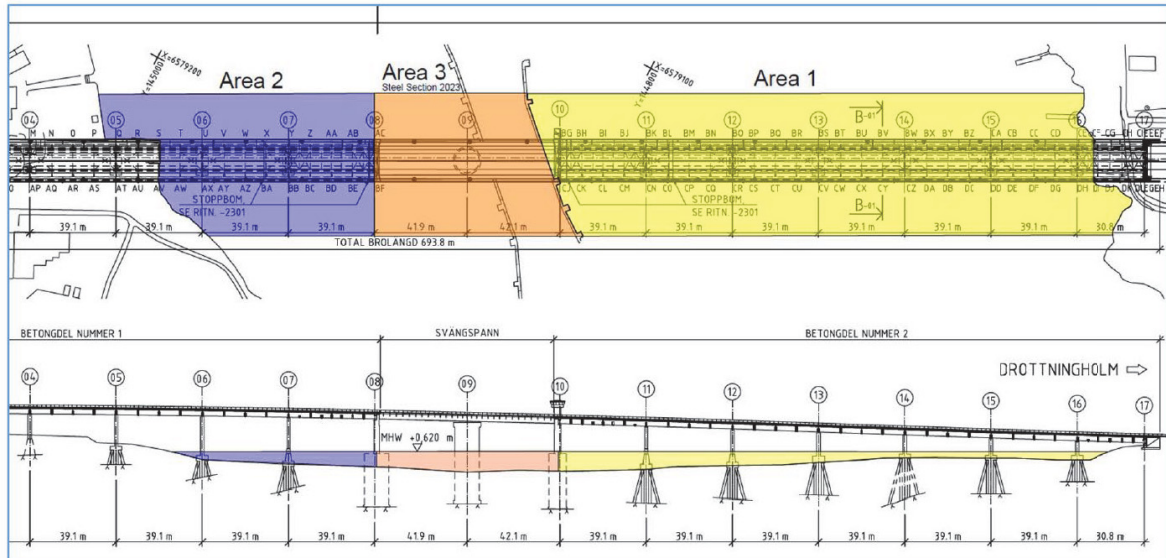 Area 2
Area 3
Steel Section 2023
Area 1
X=6579200
Y=145000
X=6579100
04 05 06 07 08 09 10 11 12 13 14 15 16 17
M N O P Q R S T U V W X Y Z AA AB AC
BG BH BI BJ BK BL BM BN BO BP BQ BR BS BT BU BV BW BX BY BZ CA CB CC CD CE
B-01
AP AQ AR AS AT AU AV AW AX AY AZ BA BB BC BD BE BF
CJ CK CL CM CN CO CP CQ CR CS CT CU CV CW CX CY CZ DA DB DC DD DE DF DG DH
STOPPBOM.
SE RITN. -2301
STOPPBOM.
SE RITN. -2301
B-01
39.1 m 39.1 m 39.1 m 39.1 m 41.9 m 42.1 m 39.1 m 39.1 m 39.1 m 39.1 m 39.1 m 39.1 m 30.8 m
TOTAL BROLANGD 693.8 m
BETONGDEL NUMMER 1
SVÄNGSPANN
BETONGDEL NUMMER 2
DROTTNINGHOLM
04 05 06 07 08 09 10 11 12 13 14 15 16 17
MHW +0,620 m
39.1 m 39.1 m 39.1 m 39.1 m 41.9 m 42.1 m 39.1 m 39.1 m 39.1 m 39.1 m 39.1 m 39.1 m 30.8 m